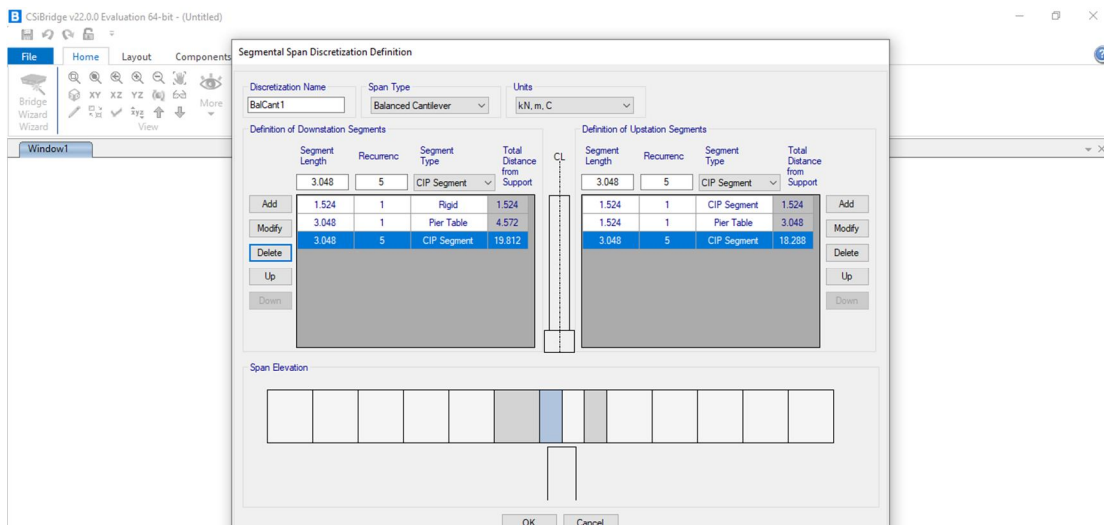 B CSiBridge v22.0.0 Evaluation 64-bit - (Untitled)
File Home Layout Components
XY XZ YZ
Bridge Wizard
More
Wizard View
Window1
Segmental Span Discretization Definition
Discretization Name Span Type Units
BalCant1 Balanced Cantilever kN, m, C
Definition of Downstation Segments Definition of Upstation Segments
Segment Length Recurrenc Segment Type Total Distance from Support CL Segment Length Recurrenc Segment Type Total Distance from Support
3.048 5 CIP Segment 3.048 5 CIP Segment
Add 1.524 1 Rigid 1.524 1.524 1 CIP Segment 1.524 Add
Modify 3.048 1 Pier Table 4.572 1.524 1 Pier Table 3.048 Modify
3.048 5 CIP Segment 19.812 3.048 5 CIP Segment 18.288
Delete Delete
Up Up
Down Down
Span Elevation
OK Cancel